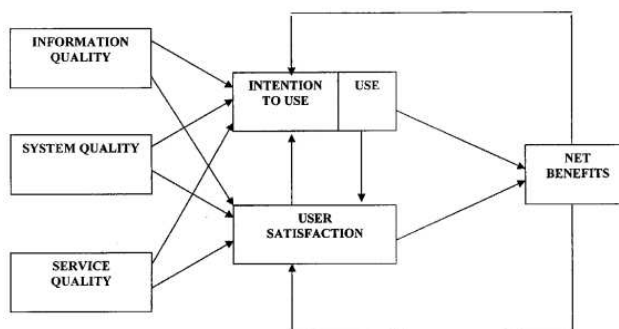 INFORMATION
QUALITY
INTENTION
TO USE
USE
SYSTEM QUALITY
NET
BENEFITS
USER
SATISFACTION
SERVICE
QUALITY